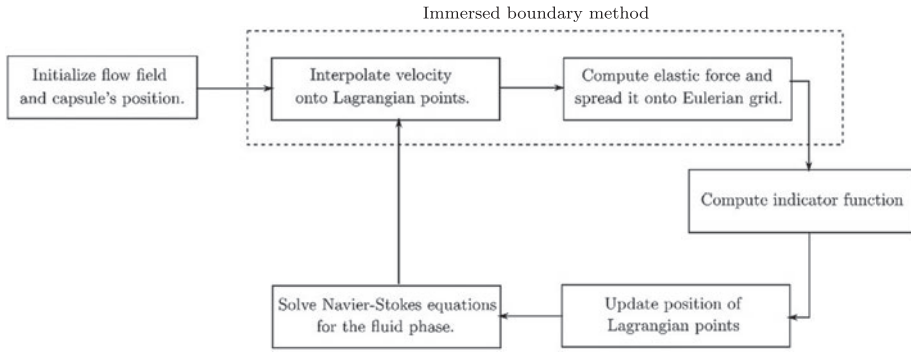 Immersed boundary method
Initialize flow field
and capsule's position.
Interpolate velocity
onto Lagrangian points.
Compute elastic force and
spread it onto Eulerian grid.
Compute indicator function
Update position of
Lagrangian points
Solve Navier-Stokes equations
for the fluid phase.